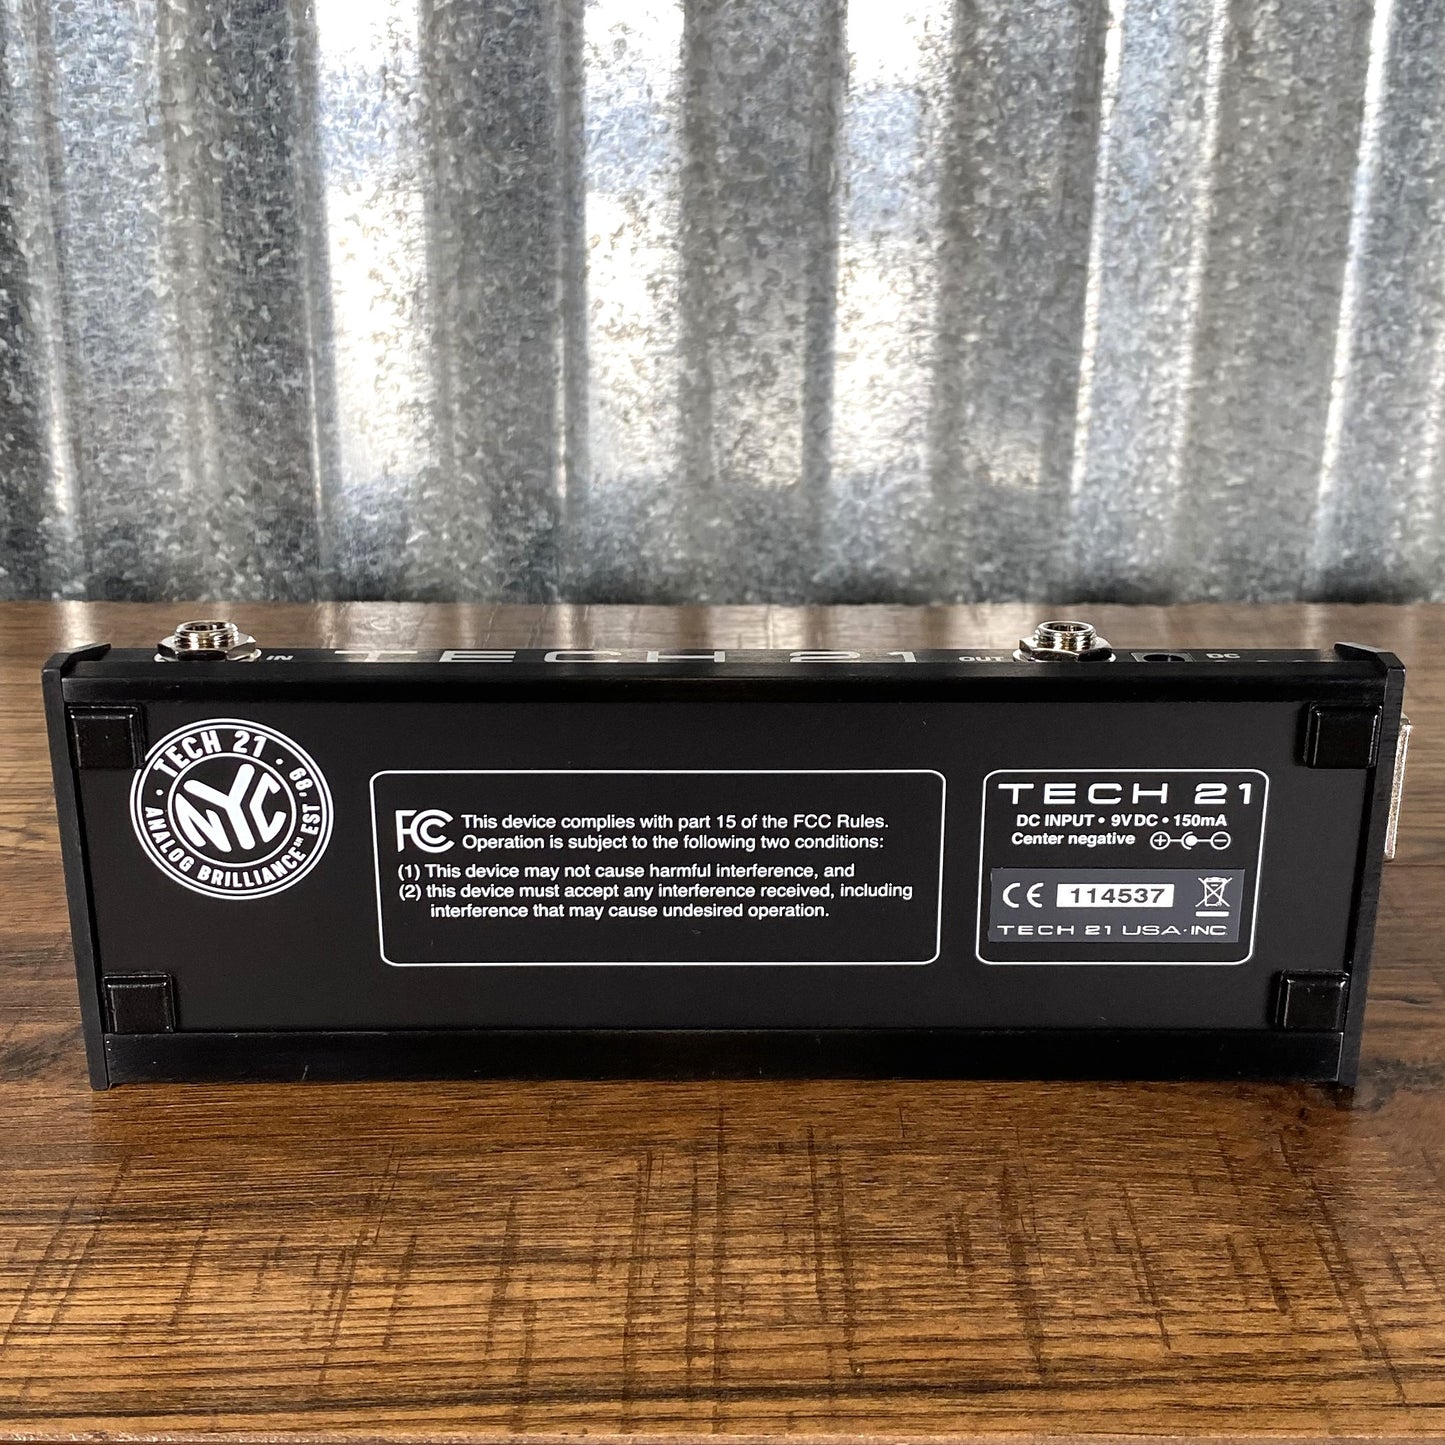 IN TECH 21 OUT DC
TECH 21 • EST '89
NYC
ANALOG BRILLIANCE℠
FCC This device complies with part 15 of the FCC Rules.
Operation is subject to the following two conditions:
(1) This device may not cause harmful interference, and
(2) this device must accept any interference received, including
interference that may cause undesired operation.
TECH 21
DC INPUT • 9V DC • 150mA
Center negative
CE 114537
TECH 21 USA•INC